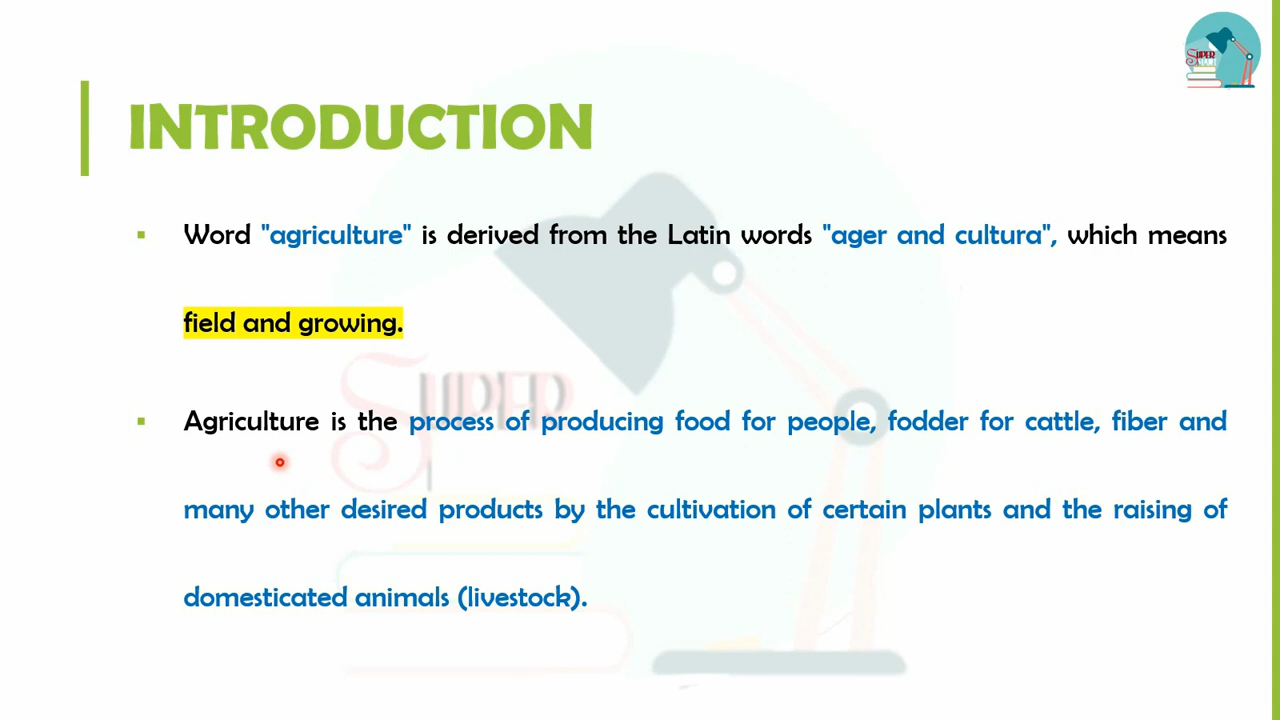 INTRODUCTION
▪ Word "agriculture" is derived from the Latin words "ager and cultura", which means
field and growing.
▪ Agriculture is the process of producing food for people, fodder for cattle, fiber and
many other desired products by the cultivation of certain plants and the raising of
domesticated animals (livestock).
SUPER